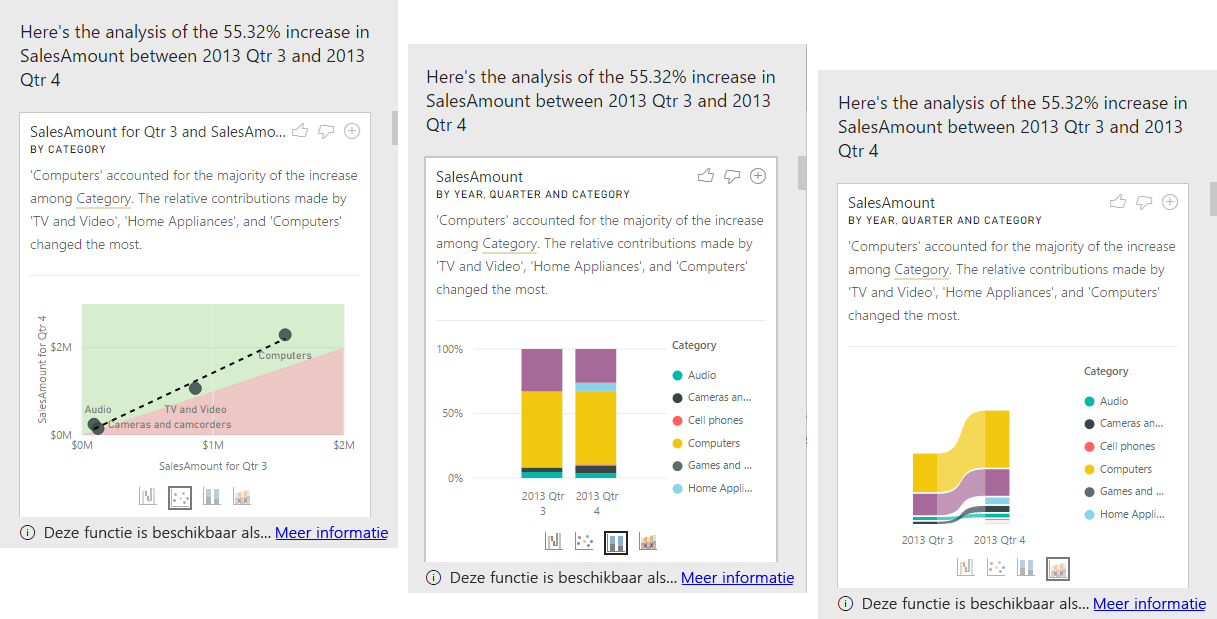 Here's the analysis of the 55.32% increase in
SalesAmount between 2013 Qtr 3 and 2013
Qtr 4
SalesAmount for Qtr 3 and SalesAmo...
BY CATEGORY
'Computers' accounted for the majority of the increase
among Category. The relative contributions made by
'TV and Video', 'Home Appliances', and 'Computers'
changed the most.
SalesAmount for Qtr 4
$2M
$0M
Computers
Audio
TV and Video
Cameras and camcorders
$0M
$1M
$2M
SalesAmount for Qtr 3
Deze functie is beschikbaar als... Meer informatie
Here's the analysis of the 55.32% increase in
SalesAmount between 2013 Qtr 3 and 2013
Qtr 4
SalesAmount
BY YEAR, QUARTER AND CATEGORY
'Computers' accounted for the majority of the increase
among Category. The relative contributions made by
'TV and Video', 'Home Appliances', and 'Computers'
changed the most.
100%
50%
0%
2013 Qtr
3
2013 Qtr
4
Category
Audio
Cameras an...
Cell phones
Computers
Games and ...
Home Appli...
Deze functie is beschikbaar als... Meer informatie
Here's the analysis of the 55.32% increase in
SalesAmount between 2013 Qtr 3 and 2013
Qtr 4
SalesAmount
BY YEAR, QUARTER AND CATEGORY
'Computers' accounted for the majority of the increase
among Category. The relative contributions made by
'TV and Video', 'Home Appliances', and 'Computers'
changed the most.
2013 Qtr 3
2013 Qtr 4
Category
Audio
Cameras an...
Cell phones
Computers
Games and ...
Home Appli...
Deze functie is beschikbaar als... Meer informatie